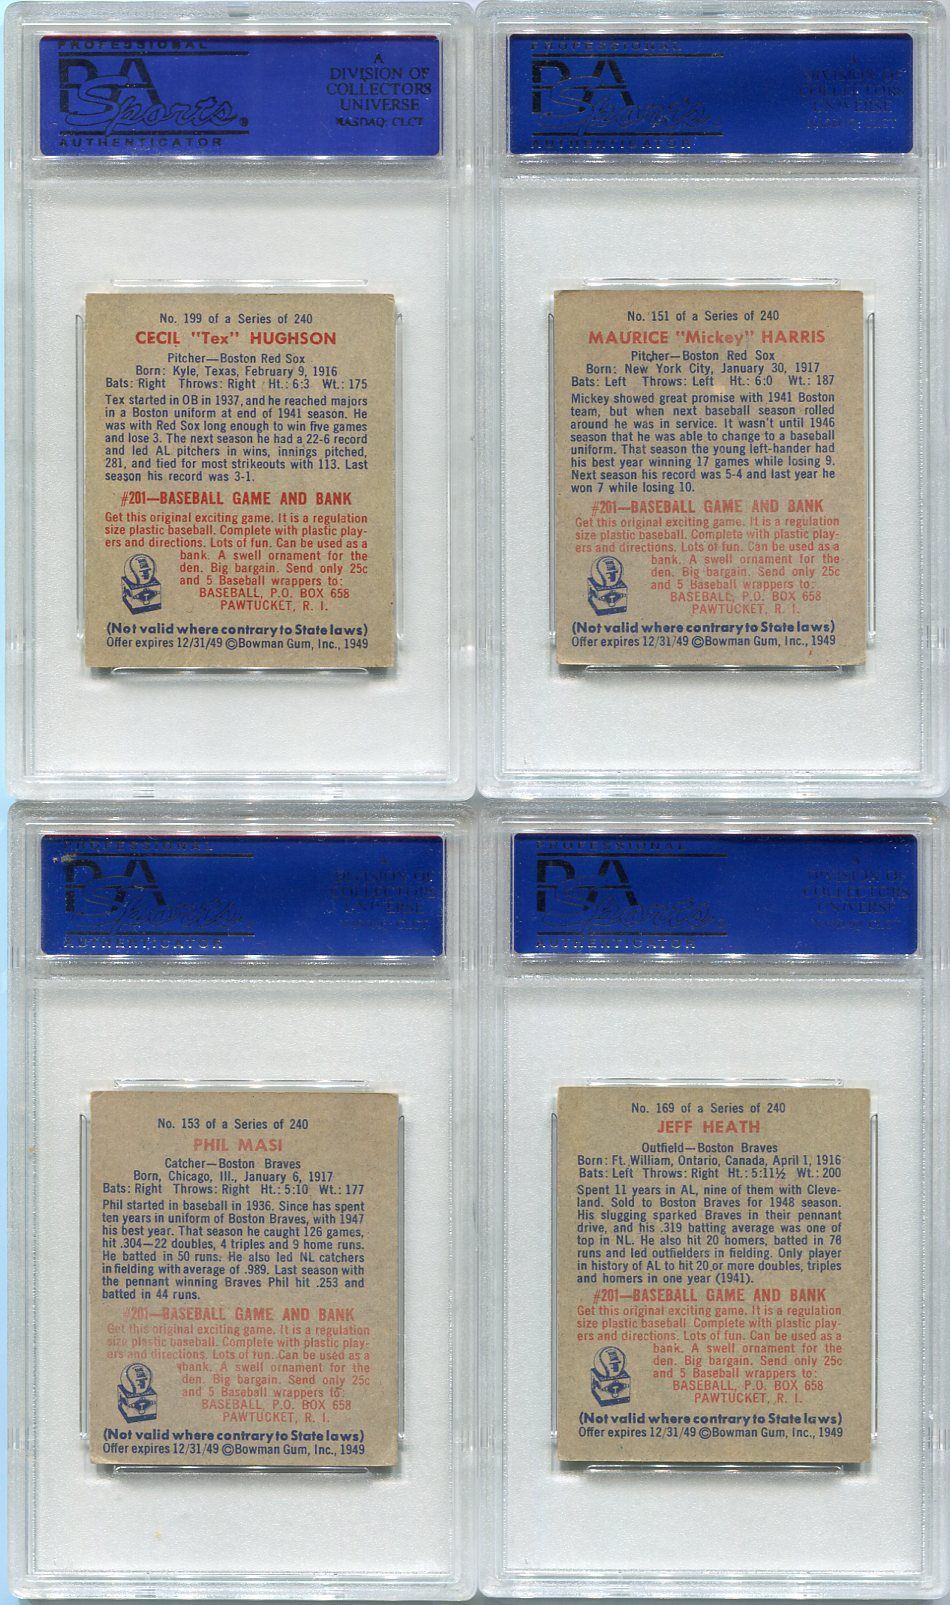 PROFESSIONAL
PSA
Sports®
AUTHENTICATOR
A
DIVISION OF
COLLECTORS
UNIVERSE
NASDAQ: CLCT
No. 199 of a Series of 240
CECIL "Tex" HUGHSON
Pitcher—Boston Red Sox
Born: Kyle, Texas, February 9, 1916
Bats: Right Throws: Right Ht.: 6:3 Wt.: 175
Tex started in OB in 1937, and he reached majors
in a Boston uniform at end of 1941 season. He
was with Red Sox long enough to win five games
and lose 3. The next season he had a 22-6 record
and led AL pitchers in wins, innings pitched,
281, and tied for most strikeouts with 113. Last
season his record was 3-1.
#201—BASEBALL GAME AND BANK
Get this original exciting game. It is a regulation
size plastic baseball. Complete with plastic play-
ers and directions. Lots of fun. Can be used as a
bank. A swell ornament for the
den. Big bargain. Send only 25c
and 5 Baseball wrappers to:
BASEBALL, P.O. BOX 658
PAWTUCKET, R. I.
(Not valid where contrary to State laws)
Offer expires 12/31/49 ©Bowman Gum, Inc., 1949
PROFESSIONAL
PSA
Sports
AUTHENTICATOR
A
DIVISION OF
COLLECTORS
UNIVERSE
NASDAQ: CLCT
No. 151 of a Series of 240
MAURICE "Mickey" HARRIS
Pitcher—Boston Red Sox
Born: New York City, January 30, 1917
Bats: Left Throws: Left Ht.: 6:0 Wt.: 187
Mickey showed great promise with 1941 Boston
team, but when next baseball season rolled
around he was in service. It wasn't until 1946
season that he was able to change to a baseball
uniform. That season the young left-hander had
his best year winning 17 games while losing 9.
Next season his record was 5-4 and last year he
won 7 while losing 10.
#201—BASEBALL GAME AND BANK
Get this original exciting game. It is a regulation
size plastic baseball. Complete with plastic play-
ers and directions. Lots of fun. Can be used as a
bank. A swell ornament for the
den. Big bargain. Send only 25c
and 5 Baseball wrappers to:
BASEBALL, P.O. BOX 658
PAWTUCKET, R. I.
(Not valid where contrary to State laws)
Offer expires 12/31/49 ©Bowman Gum, Inc., 1949
PROFESSIONAL
PSA
Sports
AUTHENTICATOR
A
DIVISION OF
COLLECTORS
UNIVERSE
NASDAQ: CLCT
No. 153 of a Series of 240
PHIL MASI
Catcher—Boston Braves
Born, Chicago, Ill., January 6, 1917
Bats: Right Throws: Right Ht.: 5:10 Wt.: 177
Phil started in baseball in 1936. Since has spent
ten years in uniform of Boston Braves, with 1947
his best year. That season he caught 126 games,
hit .304—22 doubles, 4 triples and 9 home runs.
He batted in 50 runs. He also led NL catchers
in fielding with average of .989. Last season with
the pennant winning Braves Phil hit .253 and
batted in 44 runs.
#201—BASEBALL GAME AND BANK
Get this original exciting game. It is a regulation
size plastic baseball. Complete with plastic play-
ers and directions. Lots of fun. Can be used as a
bank. A swell ornament for the
den. Big bargain. Send only 25c
and 5 Baseball wrappers to:
BASEBALL, P.O. BOX 658
PAWTUCKET, R. I.
(Not valid where contrary to State laws)
Offer expires 12/31/49 ©Bowman Gum, Inc., 1949
PROFESSIONAL
PSA
Sports
AUTHENTICATOR
A
DIVISION OF
COLLECTORS
UNIVERSE
NASDAQ: CLCT
No. 169 of a Series of 240
JEFF HEATH
Outfield—Boston Braves
Born: Ft. William, Ontario, Canada, April 1, 1916
Bats: Left Throws: Right Ht.: 5:11½ Wt.: 200
Spent 11 years in AL, nine of them with Cleve-
land. Sold to Boston Braves for 1948 season.
His slugging sparked Braves in their pennant
drive, and his .319 batting average was one of
top in NL. He also hit 20 homers, batted in 76
runs and led outfielders in fielding. Only player
in history of AL to hit 20 or more doubles, triples
and homers in one year (1941).
#201—BASEBALL GAME AND BANK
Get this original exciting game. It is a regulation
size plastic baseball. Complete with plastic play-
ers and directions. Lots of fun. Can be used as a
bank. A swell ornament for the
den. Big bargain. Send only 25c
and 5 Baseball wrappers to:
BASEBALL, P.O. BOX 658
PAWTUCKET, R. I.
(Not valid where contrary to State laws)
Offer expires 12/31/49 ©Bowman Gum, Inc., 1949